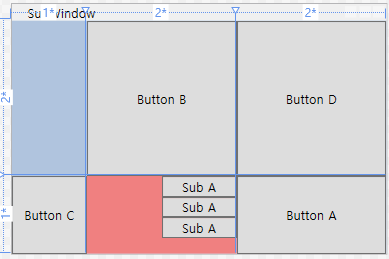 SubWindow
1* 2* 2*
2*
Button B
Button D
Sub A
Sub A
Sub A
1*
Button C
Button A